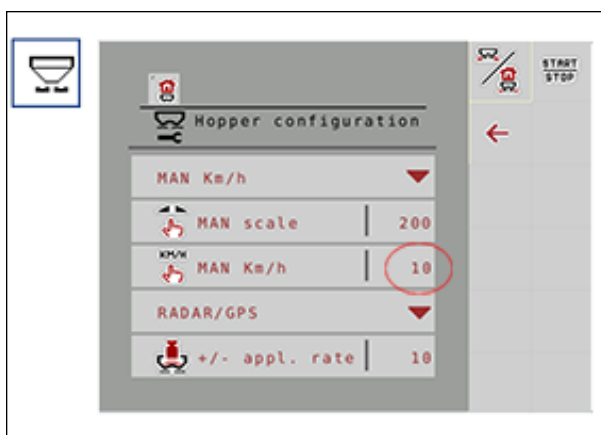 START
STOP
Hopper configuration
MAN Km/h
MAN scale 200
KM/H
MAN Km/h 10
RADAR/GPS
+/- appl. rate 10